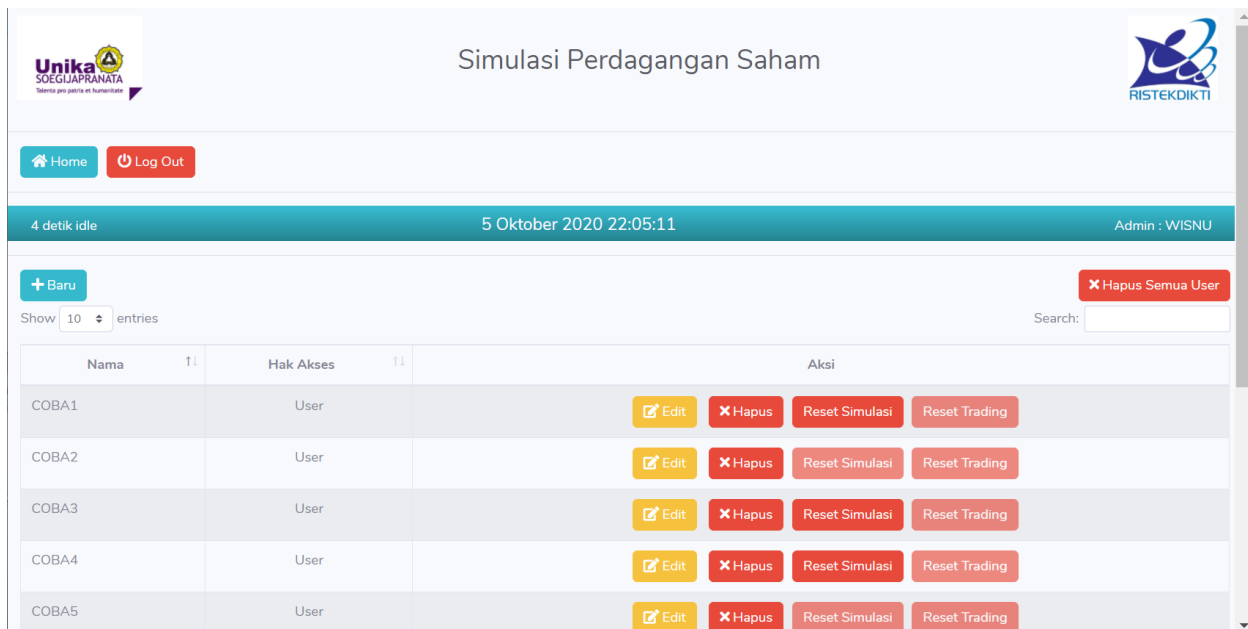 Unika
SOEGIJAPRANATA
Talenta pro patria et humanitate
Simulasi Perdagangan Saham
RISTEKDIKTI
Home Log Out
4 detik idle 5 Oktober 2020 22:05:11 Admin : WISNU
+ Baru Hapus Semua User
Show 10 entries Search:
Nama Hak Akses Aksi
COBA1 User Edit Hapus Reset Simulasi Reset Trading
COBA2 User Edit Hapus Reset Simulasi Reset Trading
COBA3 User Edit Hapus Reset Simulasi Reset Trading
COBA4 User Edit Hapus Reset Simulasi Reset Trading
COBA5 User Edit Hapus Reset Simulasi Reset Trading